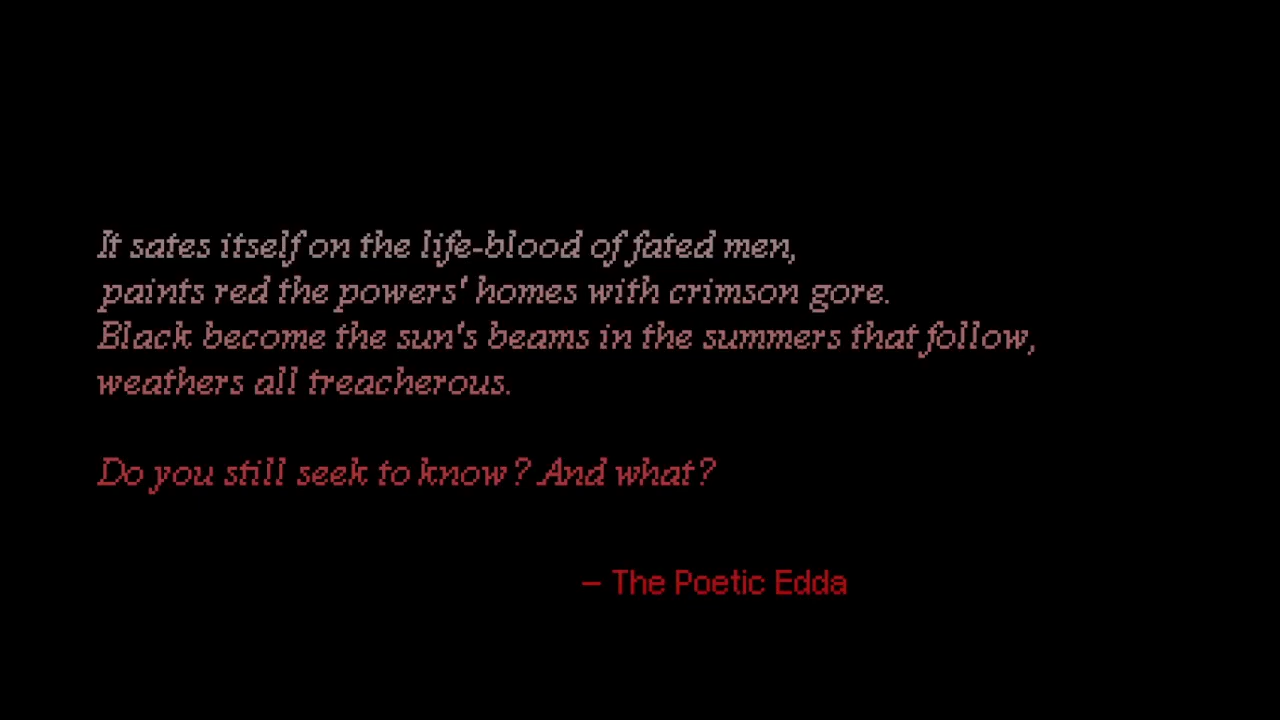 It sates itself on the life-blood of fated men,
paints red the powers' homes with crimson gore.
Black become the sun's beams in the summers that follow,
weathers all treacherous.
Do you still seek to know? And what?
– The Poetic Edda